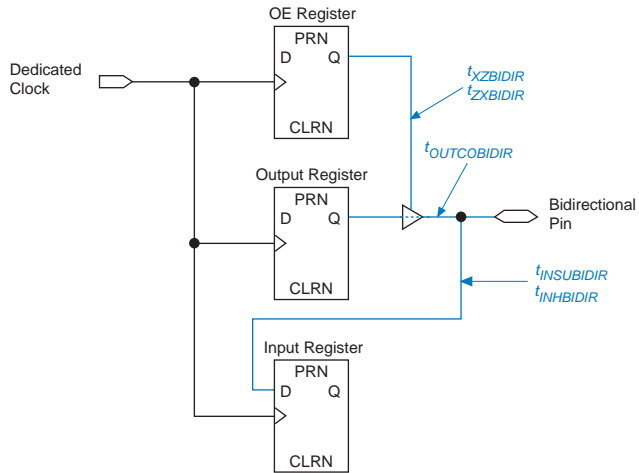 OE Register
PRN
D Q
CLRN
Dedicated
Clock
tXZBIDIR
tZXBIDIR
tOUTCOBIDIR
Output Register
PRN
D Q
CLRN
Bidirectional
Pin
tINSUBIDIR
tINHBIDIR
Input Register
PRN
D Q
CLRN